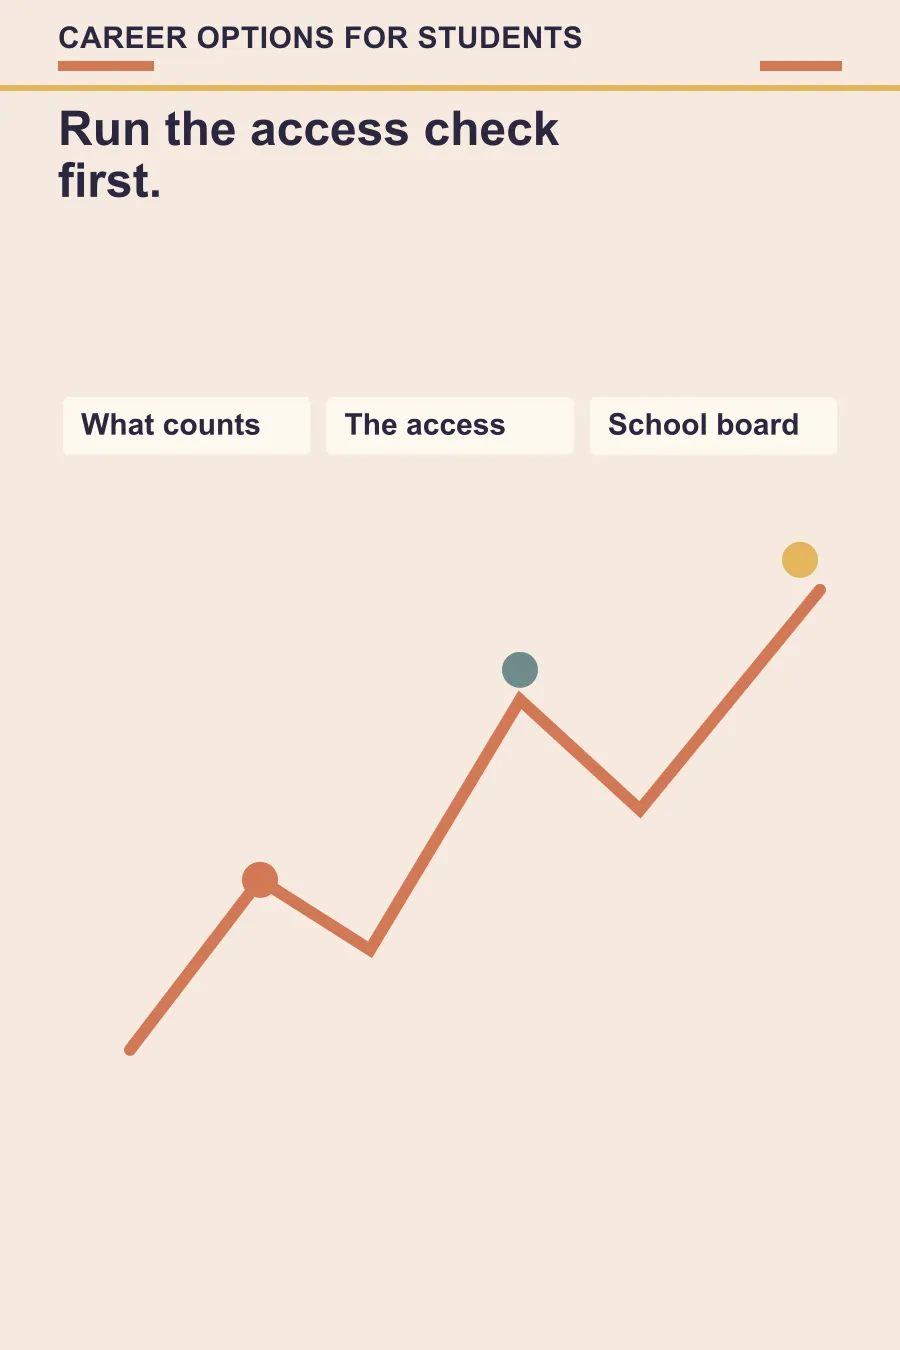 CAREER OPTIONS FOR STUDENTS
Run the access check
first.
What counts
The access
School board